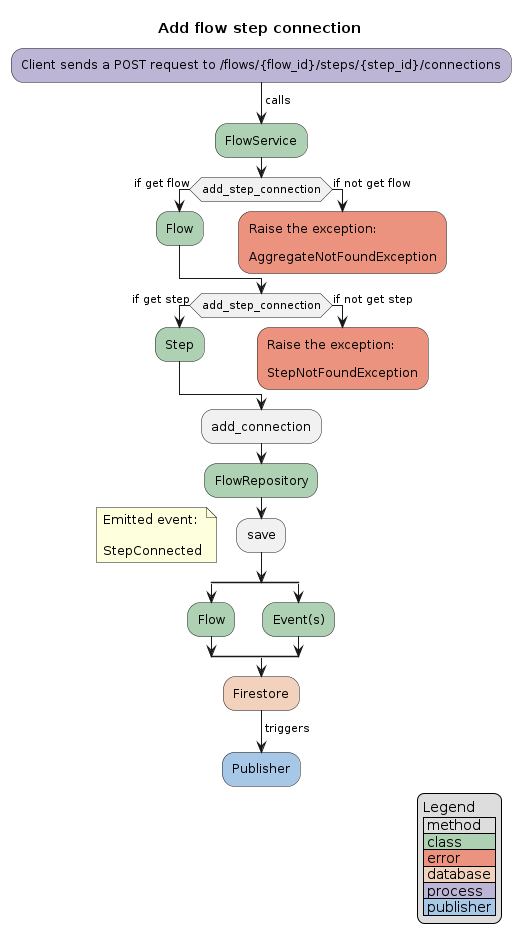 Add flow step connection
Client sends a POST request to /flows/{flow_id}/steps/{step_id}/connections
calls
FlowService
if get flow
add_step_connection
if not get flow
Flow
Raise the exception:
AggregateNotFoundException
if get step
add_step_connection
if not get step
Step
Raise the exception:
StepNotFoundException
add_connection
FlowRepository
Emitted event:
StepConnected
save
Flow
Event(s)
Firestore
triggers
Publisher
Legend
method
class
error
database
process
publisher